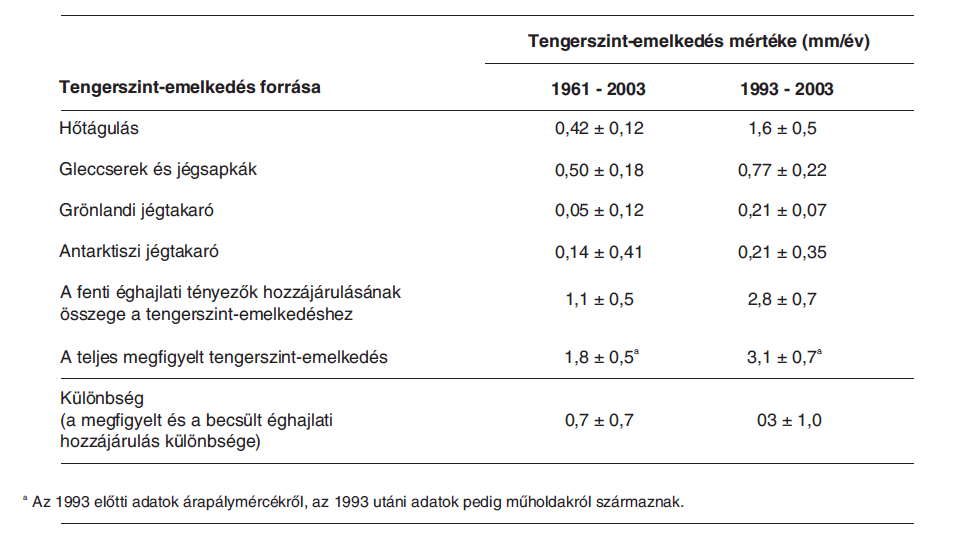 Tengerszint-emelkedés mértéke (mm/év)
Tengerszint-emelkedés forrása 1961 - 2003 1993 - 2003
Hőtágulás 0,42 ± 0,12 1,6 ± 0,5
Gleccserek és jégsapkák 0,50 ± 0,18 0,77 ± 0,22
Grönlandi jégtakaró 0,05 ± 0,12 0,21 ± 0,07
Antarktiszi jégtakaró 0,14 ± 0,41 0,21 ± 0,35
A fenti éghajlati tényezők hozzájárulásának
összege a tengerszint-emelkedéshez 1,1 ± 0,5 2,8 ± 0,7
A teljes megfigyelt tengerszint-emelkedés 1,8 ± 0,5ª 3,1 ± 0,7ª
Különbség
(a megfigyelt és a becsült éghajlati 0,7 ± 0,7 03 ± 1,0
hozzájárulás különbsége)
ª Az 1993 előtti adatok árapálymércékről, az 1993 utáni adatok pedig műholdakról származnak.